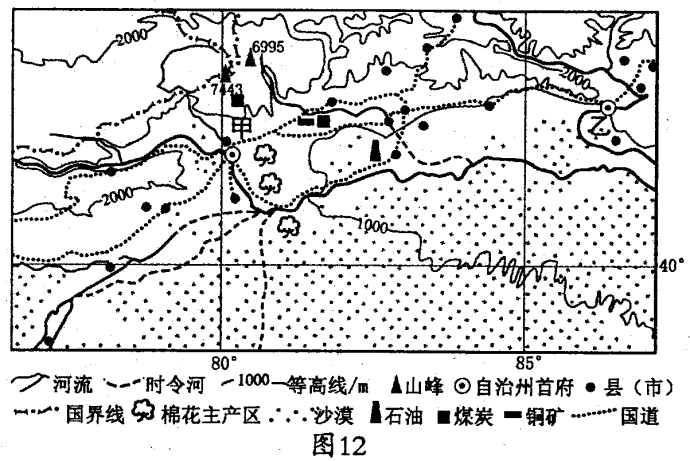 2000
6995
7443
甲
2000
乙
2000
1000
40°
80°
85°
河流 时令河 1000 等高线/m 山峰 自治州首府 县(市)
国界线 棉花主产区 沙漠 石油 煤炭 铜矿 国道
图12